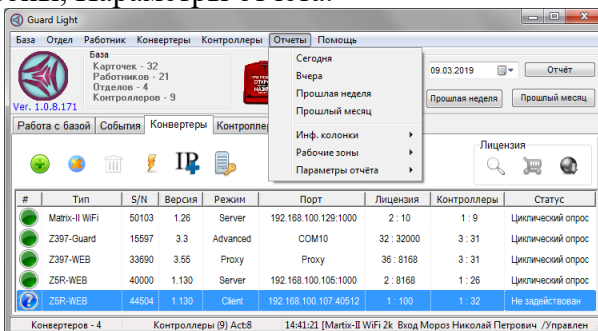 Guard Light
База Отдел Работник Конвертеры Контроллеры Отчеты Помощь
База
Карточек - 32
Работников - 21
Отделов - 4
Контроллеров - 9
Ver. 1.0.8.171
Сегодня
Вчера
Прошлая неделя
Прошлый месяц
Инф. колонки
Рабочие зоны
Параметры отчёта
09.03.2019 Отчёт
Прошлая неделя Прошлый месяц
Работа с базой События Конвертеры
IP
Лицензия
# Тип S/N Версия Режим Порт Лицензия Контроллеры Статус
Matrix-II WiFi 50103 1.26 Server 192.168.100.129:1000 2 : 10 1 : 9 Циклический опрос
Z397-Guard 15597 3.3 Advanced COM10 32 : 32000 3 : 31 Циклический опрос
Z397-WEB 33690 3.55 Proxy Proxy 36 : 8168 3 : 31 Циклический опрос
Z5R-WEB 40000 1.130 Server 192.168.100.105:1000 2 : 8168 1 : 26 Циклический опрос
Z5R-WEB 44504 1.130 Client 192.168.100.107:40512 1 : 100 1 : 32 Не задействован
Конвертеров - 4 Контроллеры (9) Act:8 14:41:21 [Martix-II WiFi 2k Вход Мороз Николай Петрович /Управлен